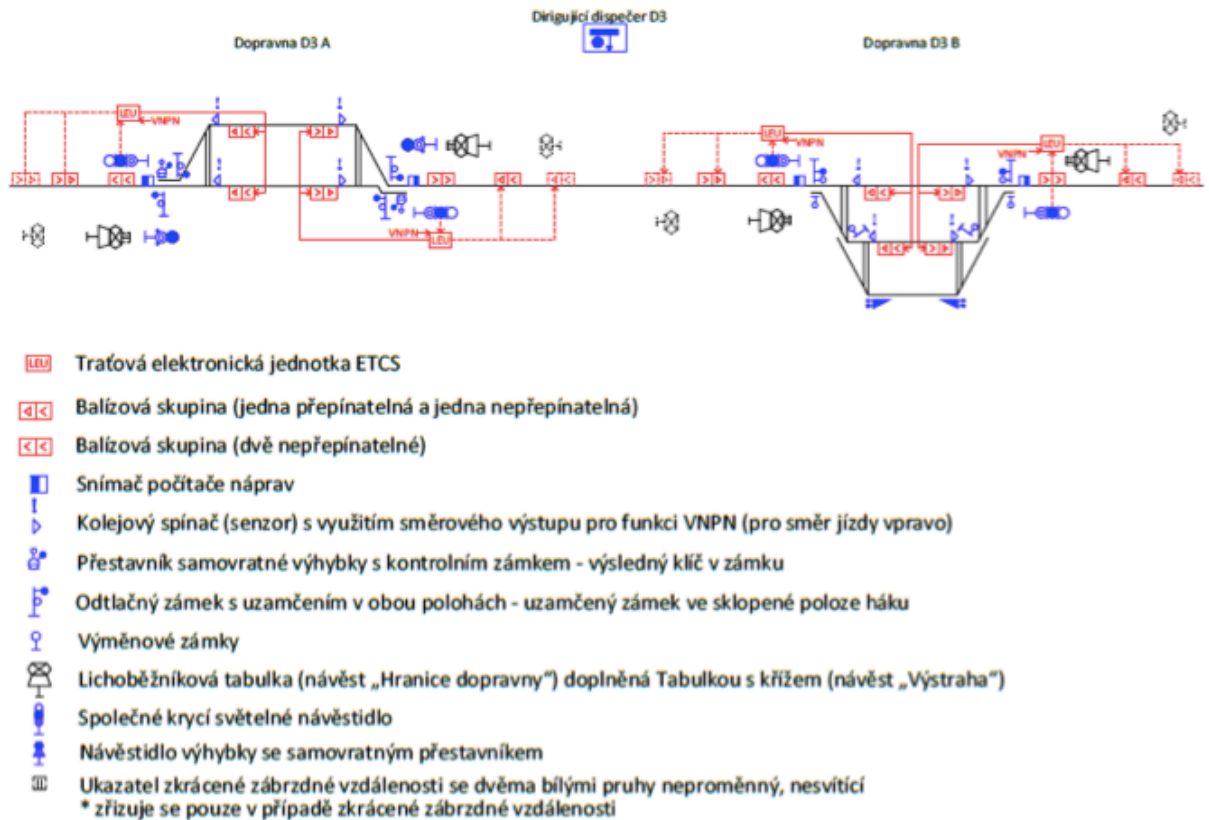 Dirigující dispečer D3
Dopravna D3 A
Dopravna D3 B
LEU
VNPN
LEU
VNPN
LEU
VNPN
LEU
VNPN
LEU Traťová elektronická jednotka ETCS
Balízová skupina (jedna přepínatelná a jedna nepřepínatelná)
Balízová skupina (dvě nepřepínatelné)
Snímač počítače náprav
Kolejový spínač (senzor) s využitím směrového výstupu pro funkci VNPN (pro směr jízdy vpravo)
Přestavník samovratné výhybky s kontrolním zámkem - výsledný klíč v zámku
Odtlačný zámek s uzamčením v obou polohách - uzamčený zámek ve sklopené poloze háku
Výměnové zámky
Lichoběžníková tabulka (návěst „Hranice dopravny“) doplněná Tabulkou s křížem (návěst „Výstraha“)
Společné krycí světelné návěstidlo
Návěstidlo výhybky se samovratným přestavníkem
Ukazatel zkrácené zábrzdné vzdálenosti se dvěma bílými pruhy neproměnný, nesvítící
* zřizuje se pouze v případě zkrácené zábrzdné vzdálenosti